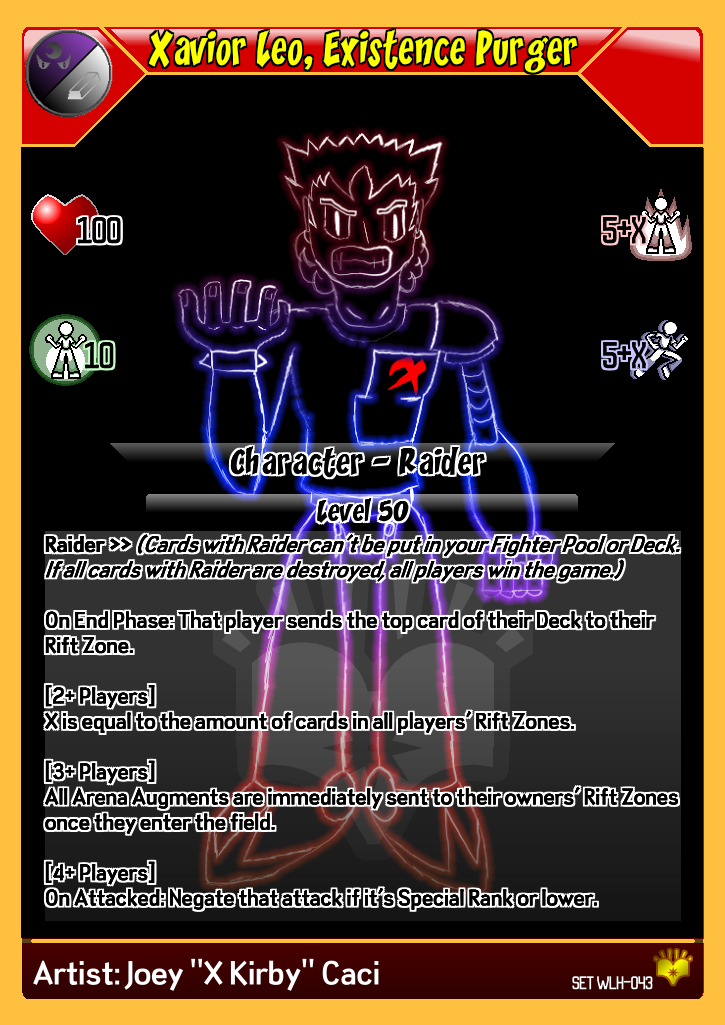 Xavior Leo, Existence Purger
100
5+X
10
5+X
X
Character - Raider
Level 50
Raider >> (Cards with Raider can't be put in your Fighter Pool or Deck.
If all cards with Raider are destroyed, all players win the game.)
On End Phase: That player sends the top card of their Deck to their
Rift Zone.
[2+ Players]
X is equal to the amount of cards in all players' Rift Zones.
[3+ Players]
All Arena Augments are immediately sent to their owners' Rift Zones
once they enter the field.
[4+ Players]
On Attacked: Negate that attack if it's Special Rank or lower.
Artist: Joey "X Kirby" Caci
SET WLH-043